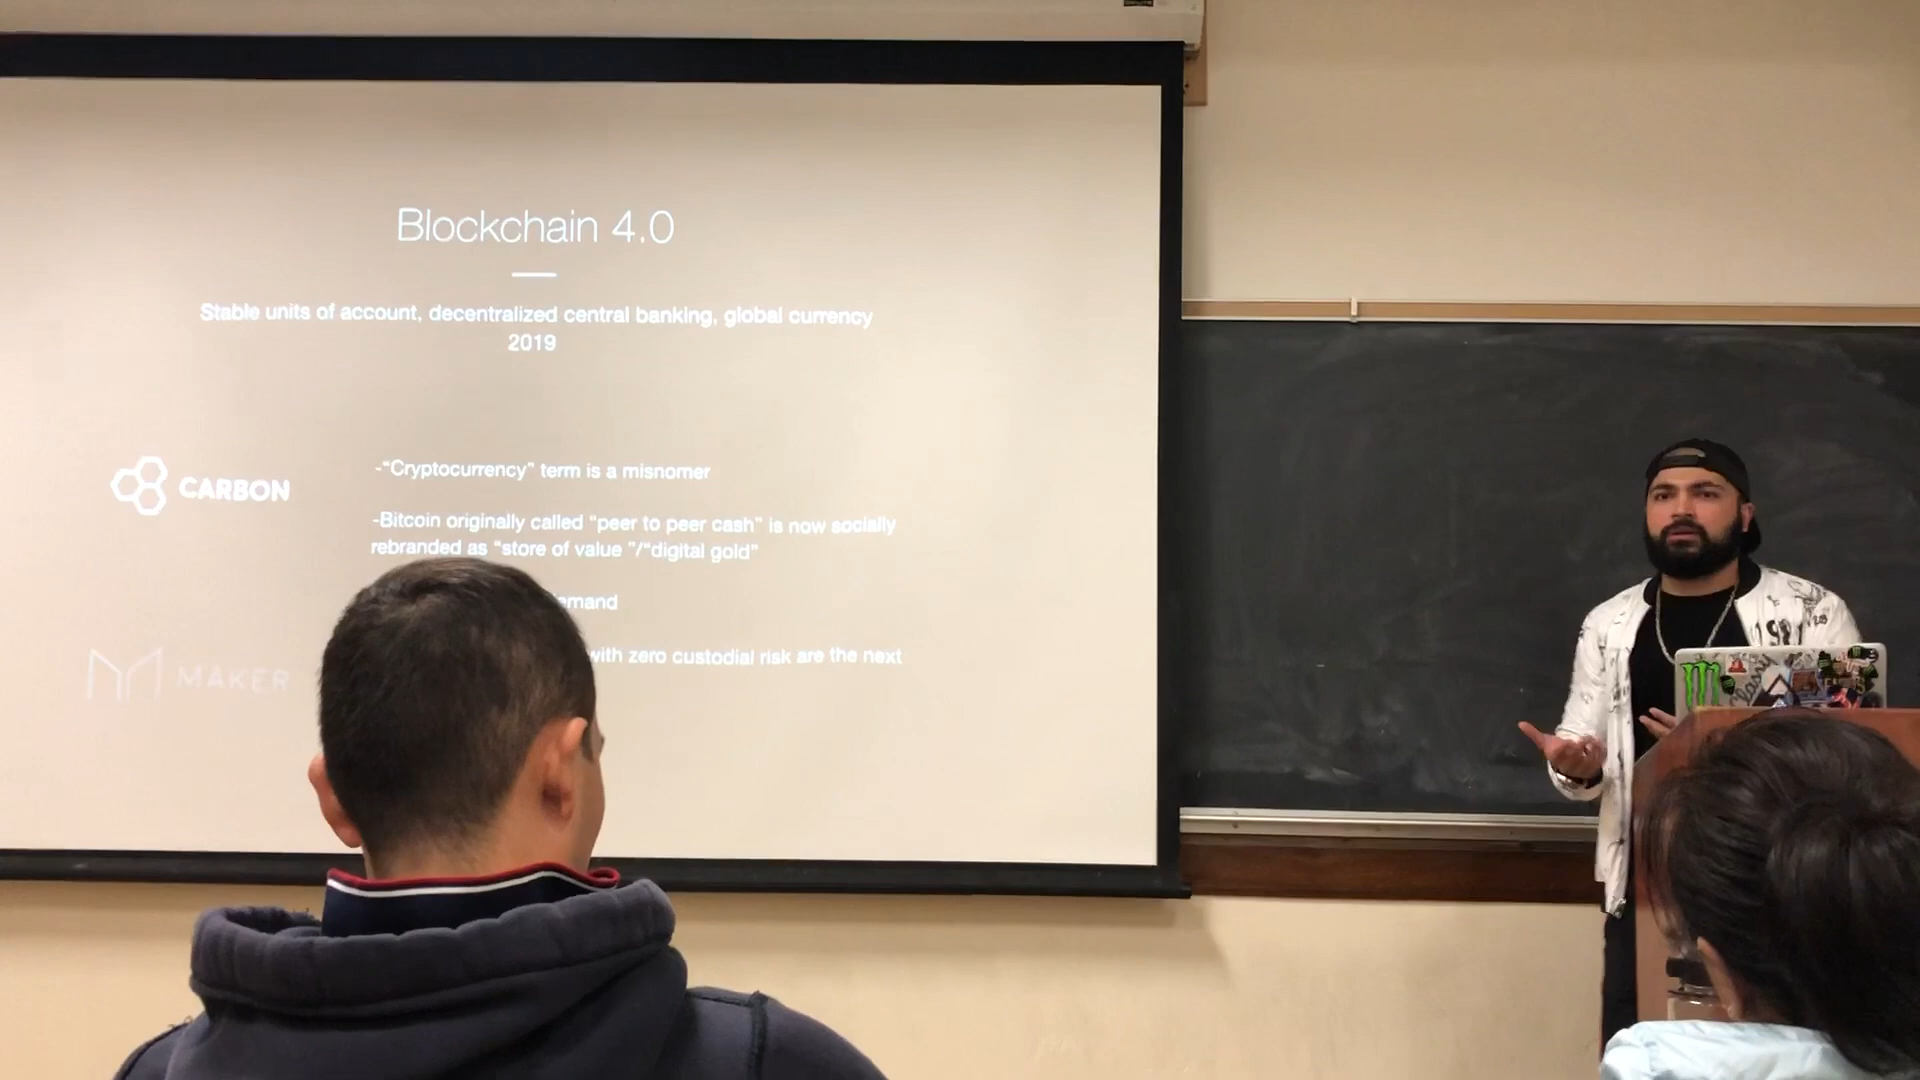 Blockchain 4.0
Stable units of account, decentralized central banking, global currency
2019
CARBON
-“Cryptocurrency” term is a misnomer
-Bitcoin originally called “peer to peer cash” is now socially
rebranded as “store of value ”/“digital gold”
with zero custodial risk are the next
MAKER